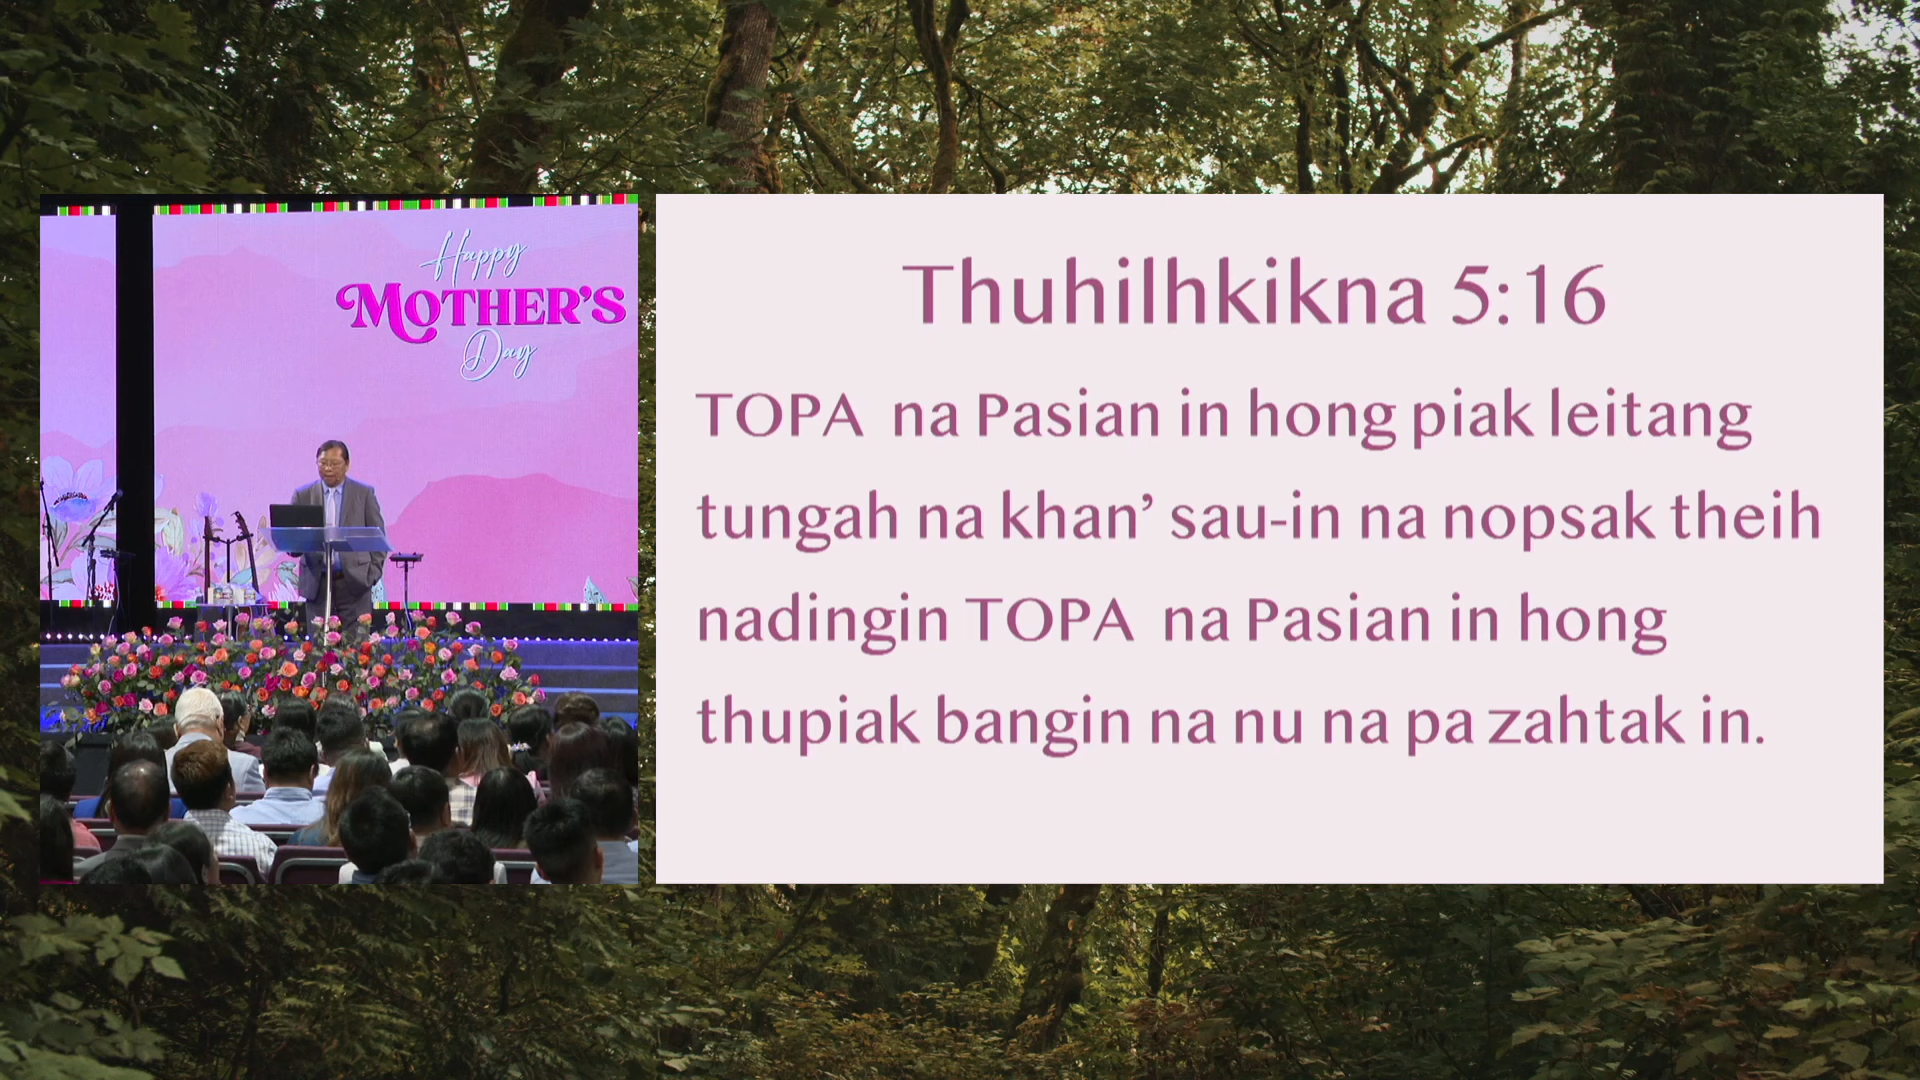 Happy
MOTHER'S
Day
Thuhilhkikna 5:16
TOPA na Pasian in hong piak leitang
tungah na khan’ sau-in na nopsak theih
nadingin TOPA na Pasian in hong
thupiak bangin na nu na pa zahtak in.